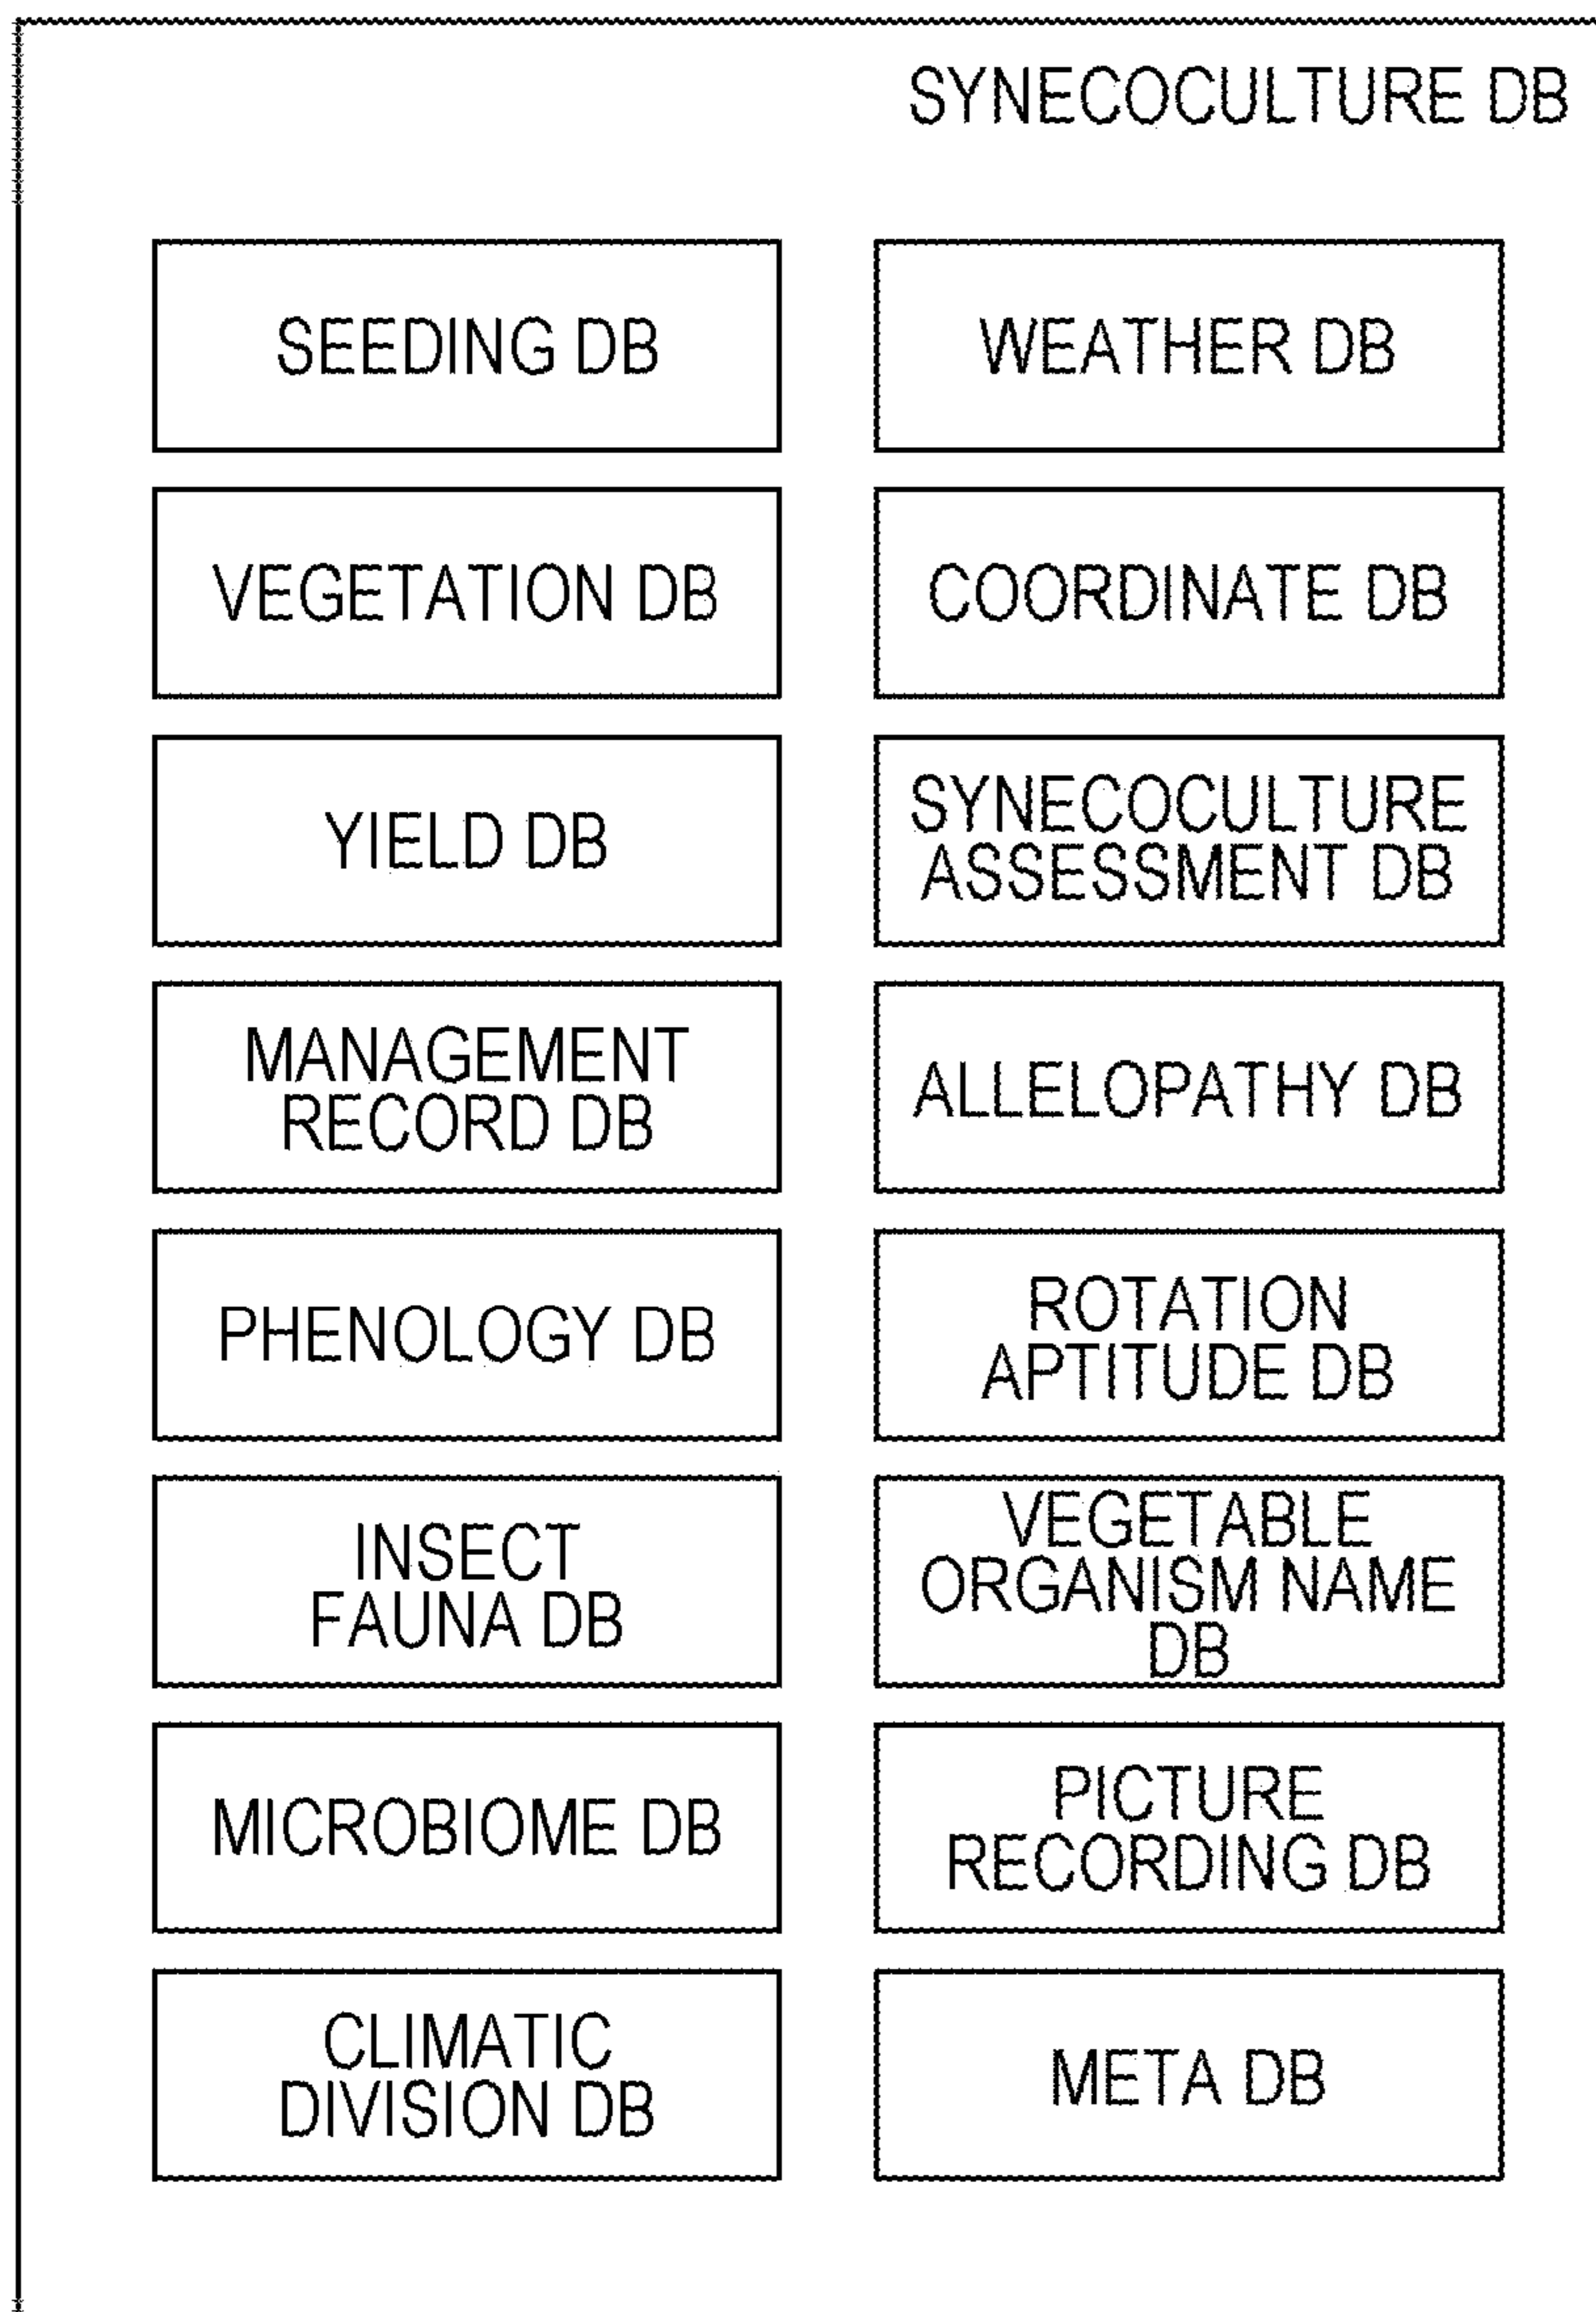 SYNECOCULTURE DB
SEEDING DB
WEATHER DB
VEGETATION DB
COORDINATE DB
YIELD DB
SYNECOCULTURE
ASSESSMENT DB
MANAGEMENT
RECORD DB
ALLELOPATHY DB
PHENOLOGY DB
ROTATION
APTITUDE DB
INSECT
FAUNA DB
VEGETABLE
ORGANISM NAME
DB
MICROBIOME DB
PICTURE
RECORDING DB
CLIMATIC
DIVISION DB
META DB